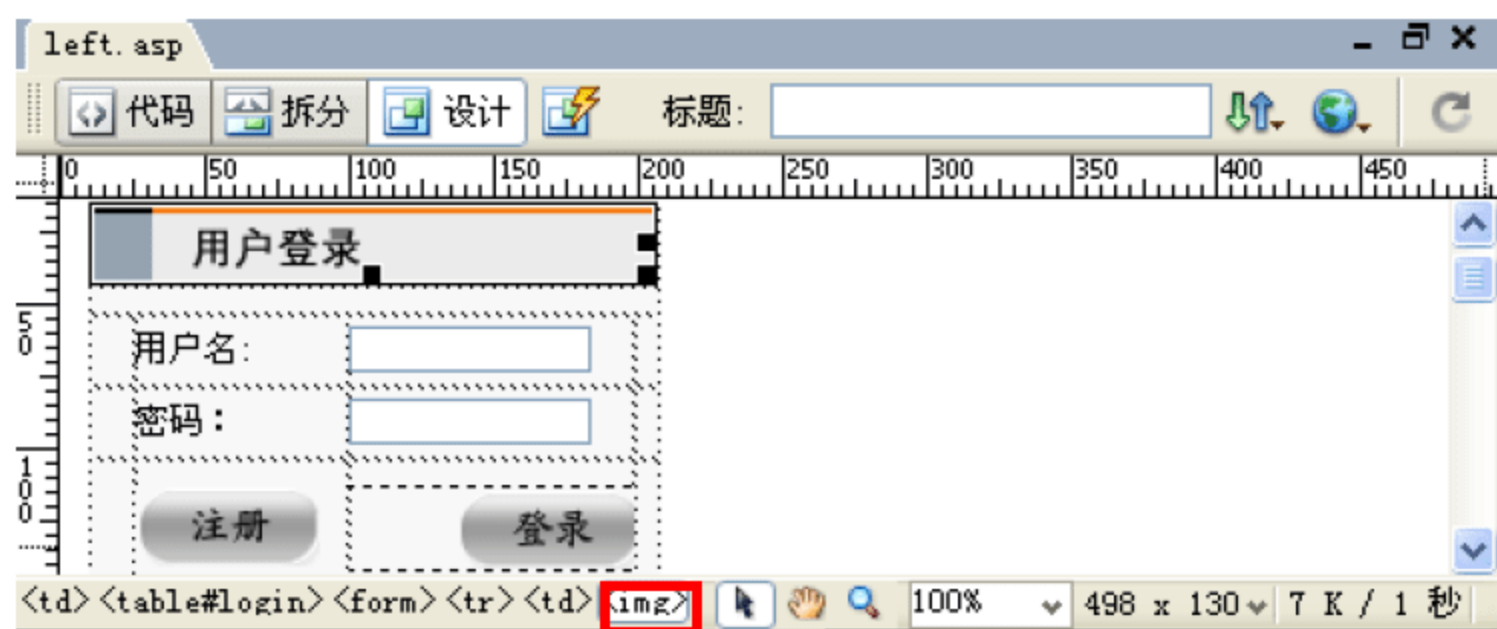 left.asp
代码 拆分 设计 标题:
0 50 100 150 200 250 300 350 400 450
用户登录
50
用户名:
密码：
100
注册 登录
<td> <table#login> <form> <tr> <td> <img> 100% 498 x 130 7 K / 1 秒